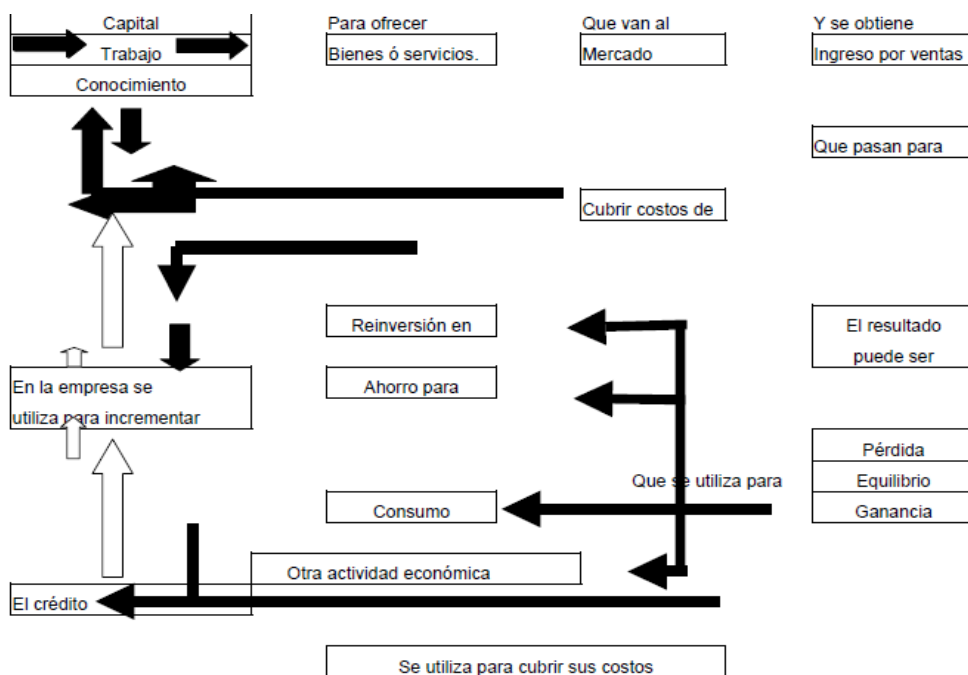 Capital
Para ofrecer
Que van al
Y se obtiene
Trabajo
Bienes ó servicios.
Mercado
Ingreso por ventas
Conocimiento
Que pasan para
Cubrir costos de
Reinversión en
El resultado
puede ser
En la empresa se
utiliza para incrementar
Ahorro para
Pérdida
Que se utiliza para
Equilibrio
Consumo
Ganancia
Otra actividad económica
El crédito
Se utiliza para cubrir sus costos